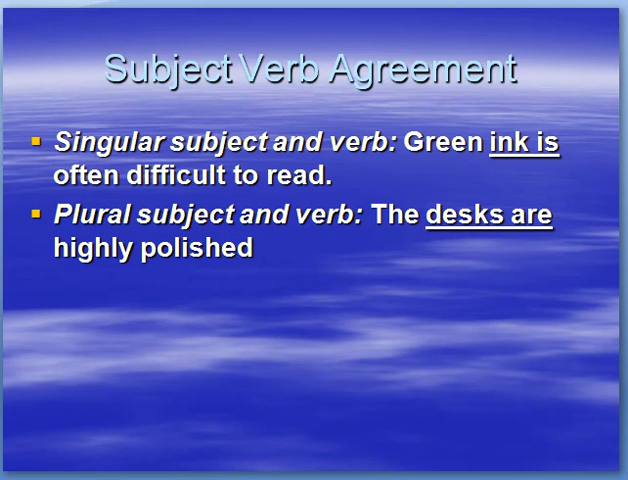 Subject Verb Agreement
Singular subject and verb: Green ink is
often difficult to read.
Plural subject and verb: The desks are
highly polished